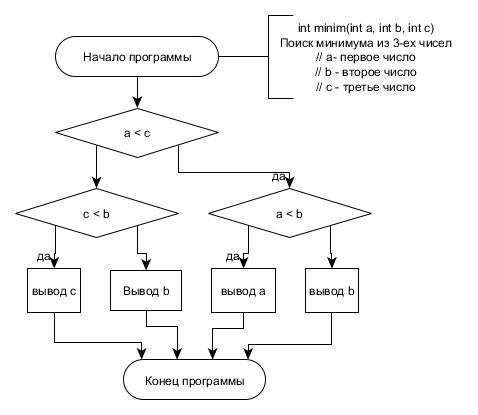 int minim(int a, int b, int c)
Поиск минимума из 3-ех чисел
// a- первое число
// b - второе число
// c - третье число
Начало программы
a < c
да
c < b
a < b
да
да
вывод c
Вывод b
вывод a
вывод b
Конец программы